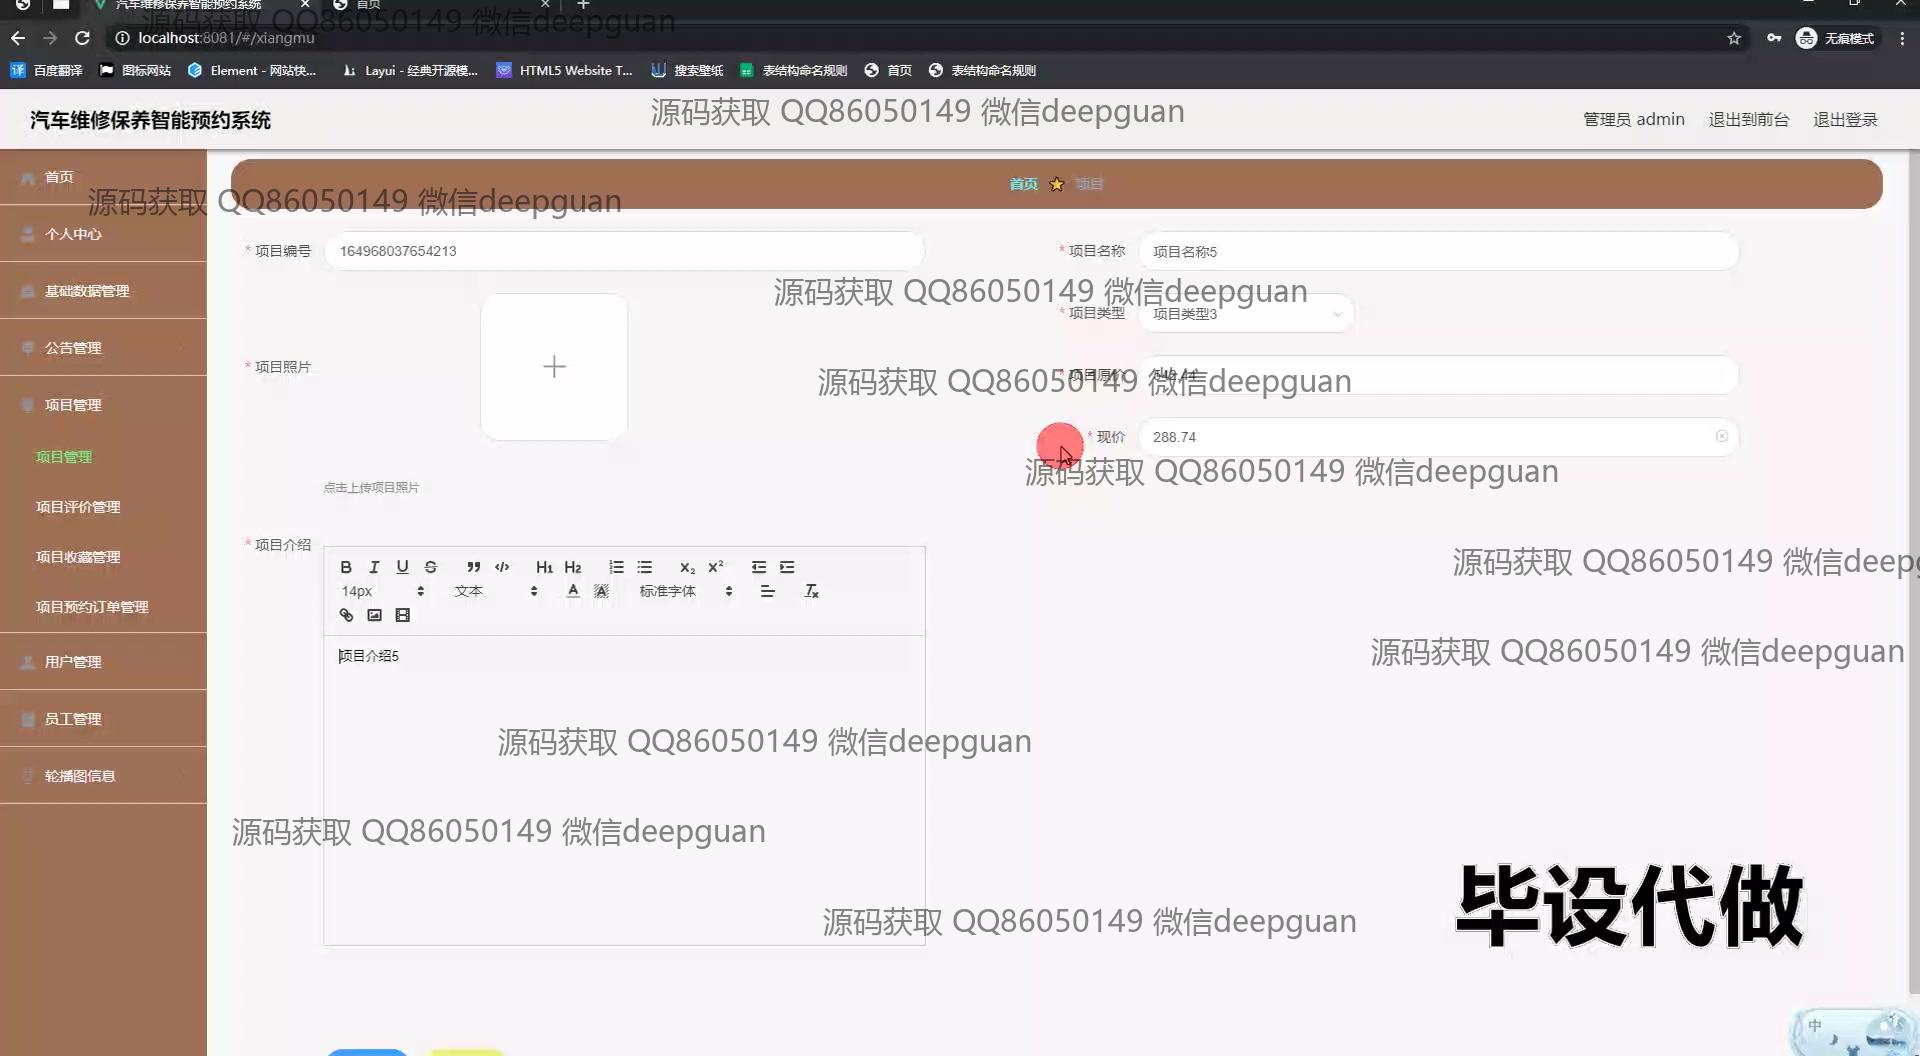 汽车维修保养智能预约系统
首页
localhost:8081/#/xiangmu
无痕模式
百度翻译
图标网站
Element - 网站快...
Layui - 经典开源模...
HTML5 Website T...
搜索壁纸
表结构命名规则
首页
表结构命名规则
源码获取 QQ86050149 微信deepguan
汽车维修保养智能预约系统
源码获取 QQ86050149 微信deepguan
管理员 admin
退出到前台
退出登录
首页
个人中心
基础数据管理
公告管理
项目管理
项目管理
项目评价管理
项目收藏管理
项目预约订单管理
用户管理
员工管理
轮播图信息
源码获取 QQ86050149 微信deepguan
首页
项目
* 项目编号
164968037654213
* 项目名称
项目名称5
源码获取 QQ86050149 微信deepguan
* 项目类型
项目类型3
* 项目照片
点击上传项目照片
* 项目原价
源码获取 QQ86050149 微信deepguan
* 现价
288.74
源码获取 QQ86050149 微信deepguan
* 项目介绍
B I U S H1 H2 X₂ X²
14px
文本
标准字体
项目介绍5
源码获取 QQ86050149 微信deep
源码获取 QQ86050149 微信deepguan
源码获取 QQ86050149 微信deepguan
源码获取 QQ86050149 微信deepguan
源码获取 QQ86050149 微信deepguan
毕设代做
中